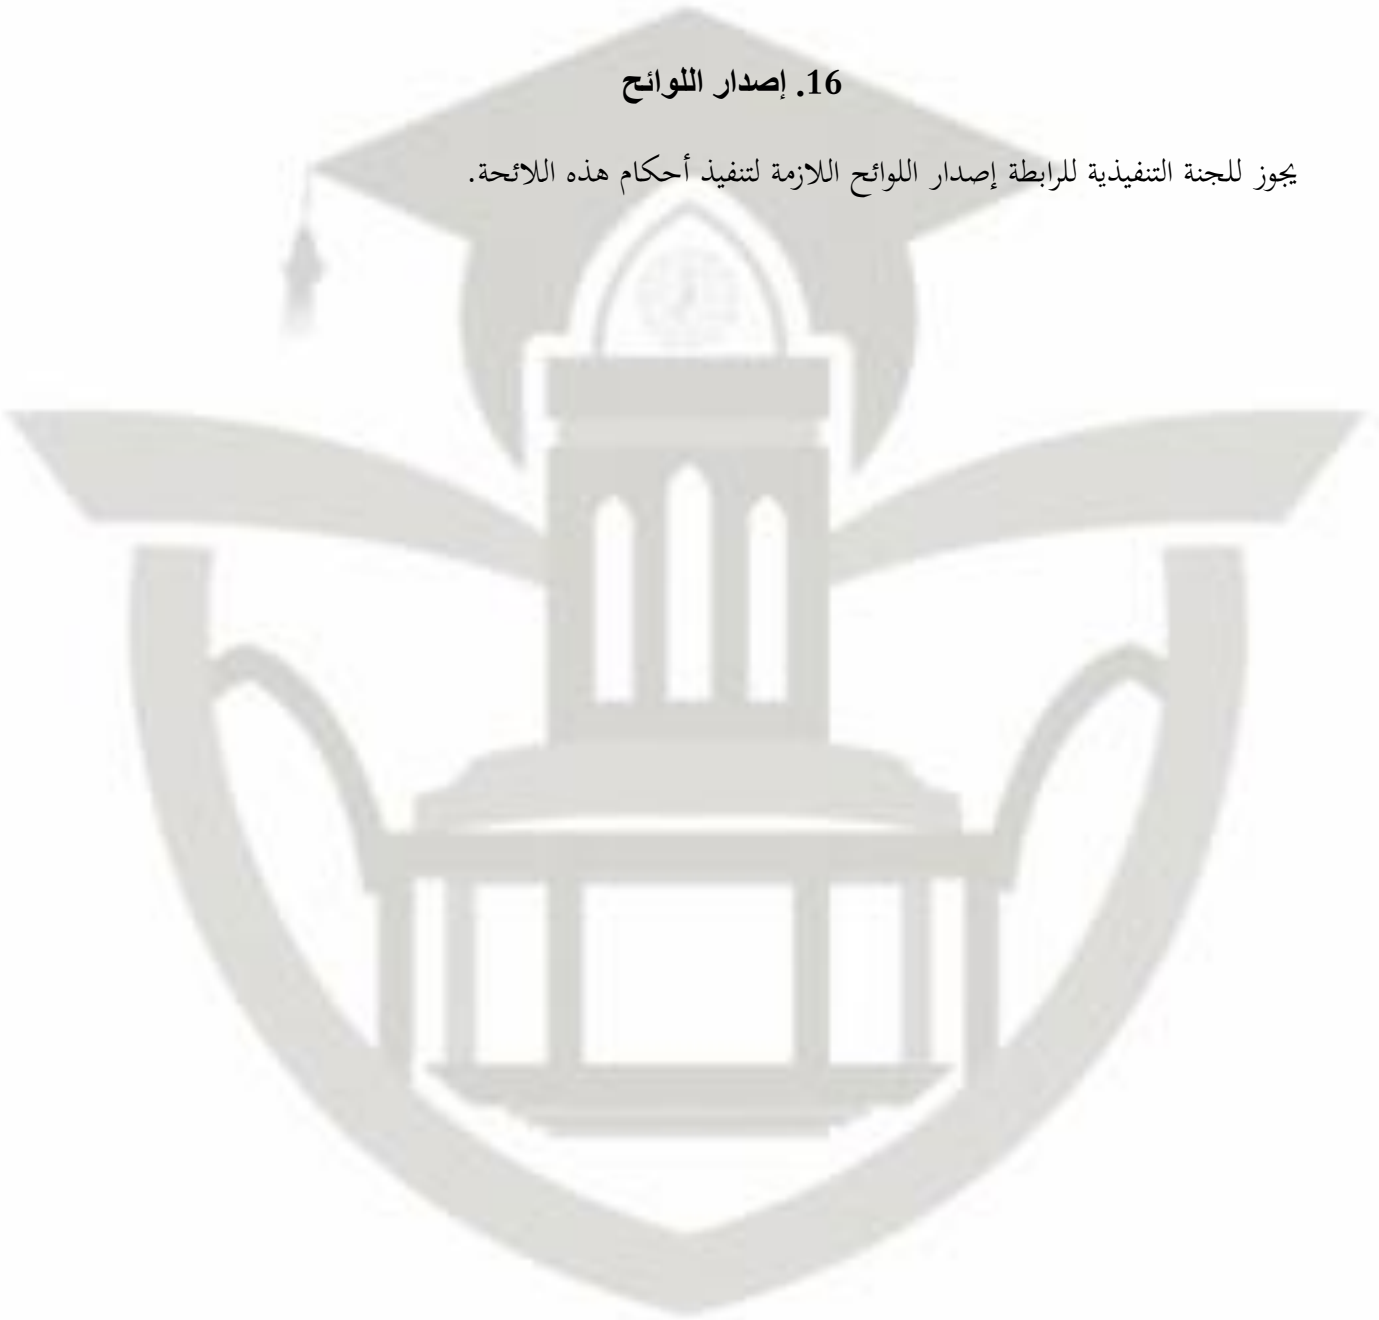 16. إصدار اللوائح
يجوز للجنة التنفيذية للرابطة إصدار اللوائح اللازمة لتنفيذ أحكام هذه اللائحة.